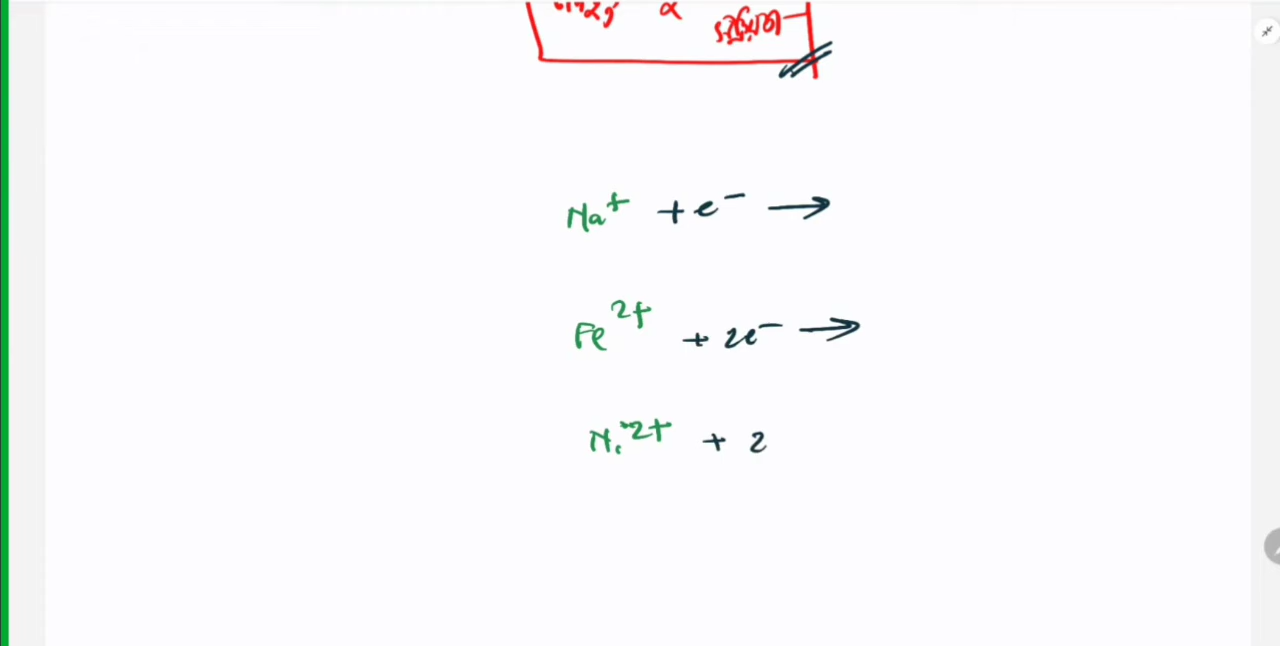 α
Na⁺ + e⁻ →
Fe²⁺ + 2e⁻ →
Ni²⁺ + 2